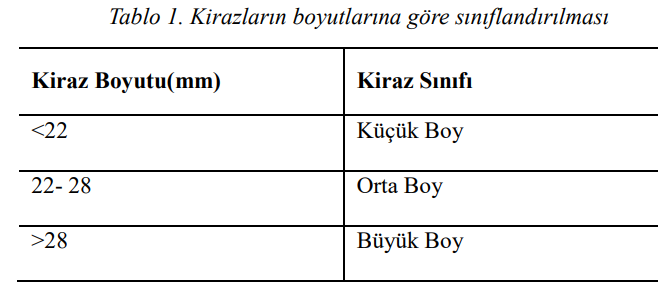 Tablo 1. Kirazların boyutlarına göre sınıflandırılması
Kiraz Boyutu(mm) Kiraz Sınıfı
<22 Küçük Boy
22- 28 Orta Boy
>28 Büyük Boy